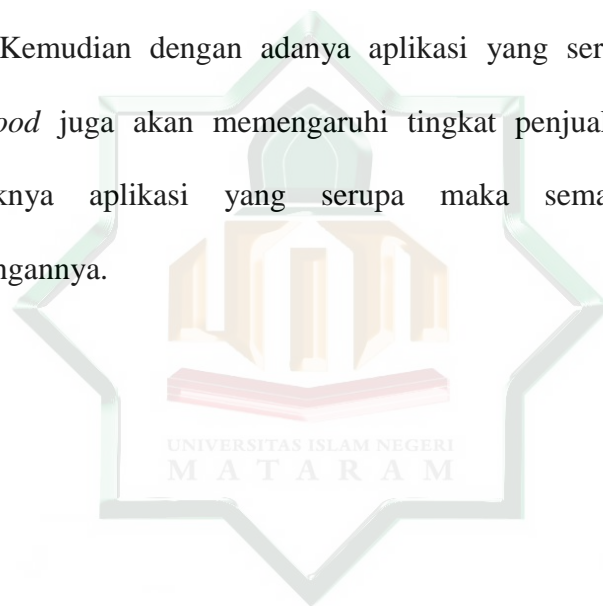 Kemudian dengan adanya aplikasi yang ser
ood juga akan memengaruhi tingkat penjual
knya aplikasi yang serupa maka sema
ngannya.
UNIVERSITAS ISLAM NEGERI
MATARAM